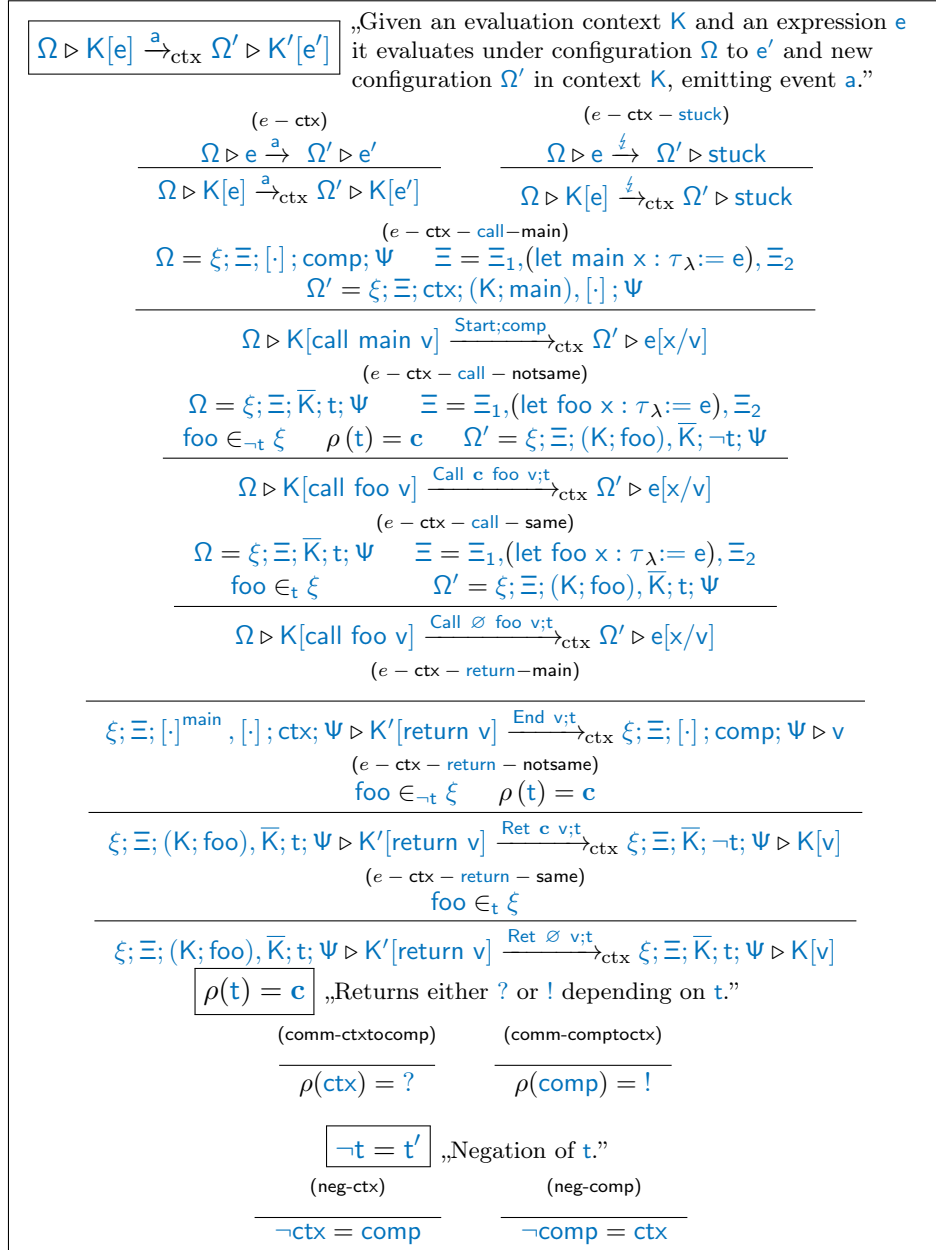 Ω ▷ K[e] –a→ctx Ω′ ▷ K′[e′] „Given an evaluation context K and an expression e
it evaluates under configuration Ω to e′ and new
configuration Ω′ in context K, emitting event a.”
(e − ctx) (e − ctx − stuck)
Ω ▷ e –a→ Ω′ ▷ e′ Ω ▷ e –↯→ Ω′ ▷ stuck
Ω ▷ K[e] –a→ctx Ω′ ▷ K[e′] Ω ▷ K[e] –↯→ctx Ω′ ▷ stuck
(e − ctx − call−main)
Ω = ξ; Ξ; [·] ; comp; Ψ Ξ = Ξ₁,(let main x : τλ:= e), Ξ₂
Ω′ = ξ; Ξ; ctx; (K; main), [·] ; Ψ
Ω ▷ K[call main v] –Start;comp→ctx Ω′ ▷ e[x/v]
(e − ctx − call − notsame)
Ω = ξ; Ξ; K̅; t; Ψ Ξ = Ξ₁,(let foo x : τλ:= e), Ξ₂
foo ∈¬t ξ ρ (t) = c Ω′ = ξ; Ξ; (K; foo), K̅; ¬t; Ψ
Ω ▷ K[call foo v] –Call c foo v;t→ctx Ω′ ▷ e[x/v]
(e − ctx − call − same)
Ω = ξ; Ξ; K̅; t; Ψ Ξ = Ξ₁,(let foo x : τλ:= e), Ξ₂
foo ∈t ξ Ω′ = ξ; Ξ; (K; foo), K̅; t; Ψ
Ω ▷ K[call foo v] –Call ∅ foo v;t→ctx Ω′ ▷ e[x/v]
(e − ctx − return−main)
ξ; Ξ; [·]^main , [·] ; ctx; Ψ ▷ K′[return v] –End v;t→ctx ξ; Ξ; [·] ; comp; Ψ ▷ v
(e − ctx − return − notsame)
foo ∈¬t ξ ρ (t) = c
ξ; Ξ; (K; foo), K̅; t; Ψ ▷ K′[return v] –Ret c v;t→ctx ξ; Ξ; K̅; ¬t; Ψ ▷ K[v]
(e − ctx − return − same)
foo ∈t ξ
ξ; Ξ; (K; foo), K̅; t; Ψ ▷ K′[return v] –Ret ∅ v;t→ctx ξ; Ξ; K̅; t; Ψ ▷ K[v]
ρ(t) = c „Returns either ? or ! depending on t.”
(comm-ctxtocomp) (comm-comptoctx)
ρ(ctx) = ? ρ(comp) = !
¬t = t′ „Negation of t.”
(neg-ctx) (neg-comp)
¬ctx = comp ¬comp = ctx